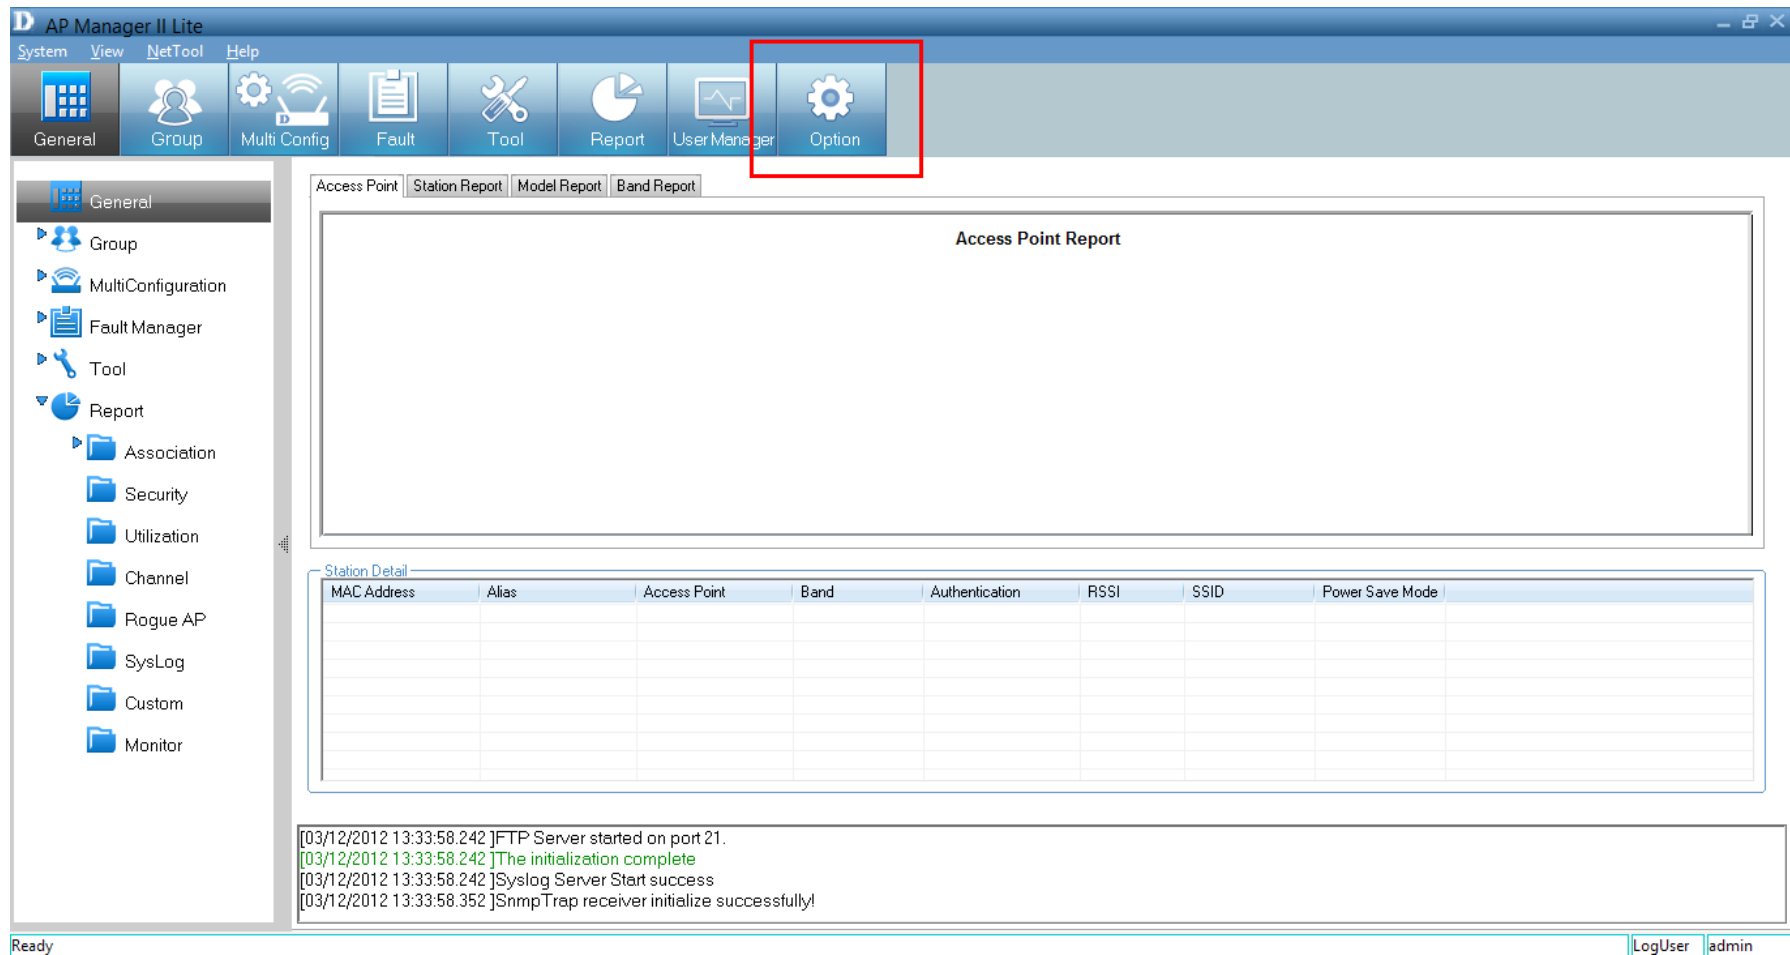 D AP Manager II Lite
System View NetTool Help
General Group Multi Config Fault Tool Report User Manager Option
D
General
Group
MultiConfiguration
Fault Manager
Tool
Report
Association
Security
Utilization
Channel
Rogue AP
SysLog
Custom
Monitor
Access Point Station Report Model Report Band Report
Access Point Report
Station Detail
MAC Address Alias Access Point Band Authentication RSSI SSID Power Save Mode
[03/12/2012 13:33:58.242 ]FTP Server started on port 21.
[03/12/2012 13:33:58.242 ]The initialization complete
[03/12/2012 13:33:58.242 ]Syslog Server Start success
[03/12/2012 13:33:58.352 ]SnmpTrap receiver initialize successfully!
Ready LogUser admin